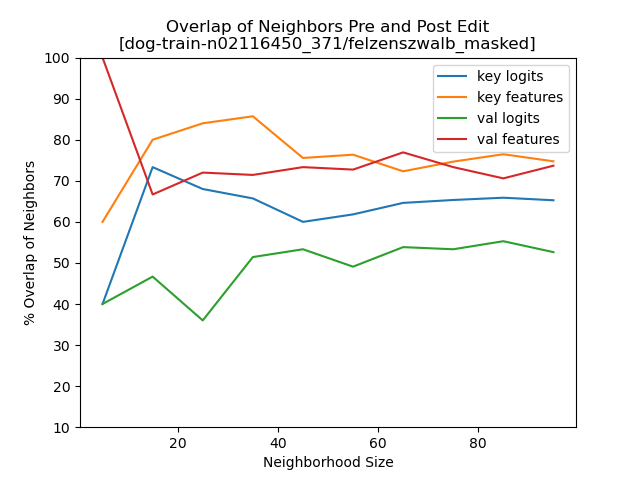 Overlap of Neighbors Pre and Post Edit
[dog-train-n02116450_371/felzenszwalb_masked]
100
90
80
70
60
50
40
30
20
10
% Overlap of Neighbors
key logits
key features
val logits
val features
20
40
60
80
Neighborhood Size